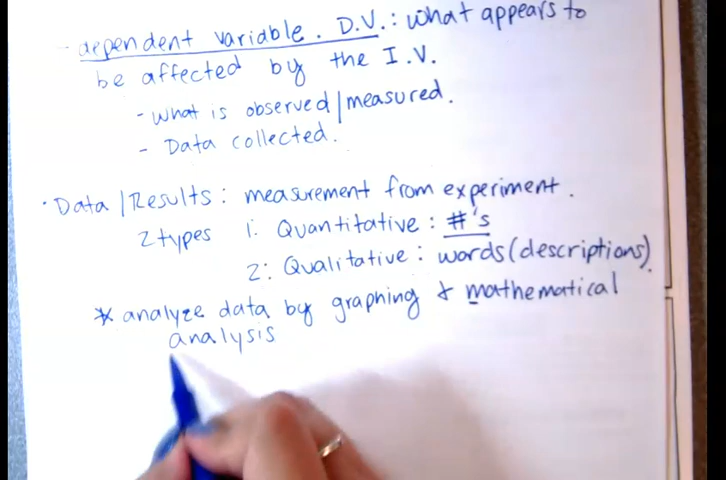 - dependent variable. D.V.: what appears to
be affected by the I.V.
- What is observed/measured.
- Data collected.
· Data/Results: measurement from experiment.
2 types 1: Quantitative: #'s
2: Qualitative: words (descriptions).
* analyze data by graphing & mathematical
analysis